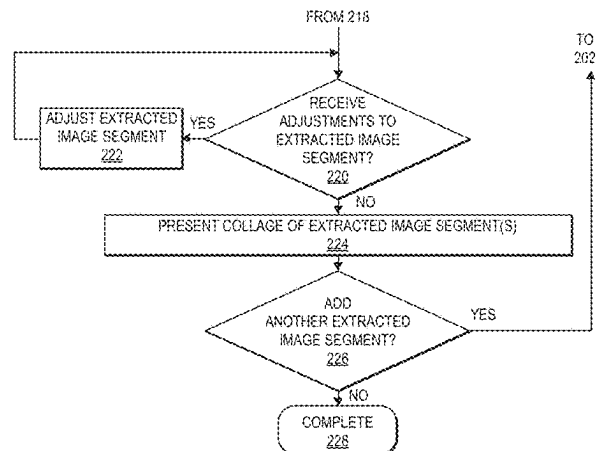 FROM 218
TO
202
RECEIVE
ADJUSTMENTS TO
EXTRACTED IMAGE
SEGMENT?
220
YES
ADJUST EXTRACTED
IMAGE SEGMENT
222
NO
PRESENT COLLAGE OF EXTRACTED IMAGE SEGMENT(S)
224
ADD
ANOTHER EXTRACTED
IMAGE SEGMENT?
226
YES
NO
COMPLETE
228